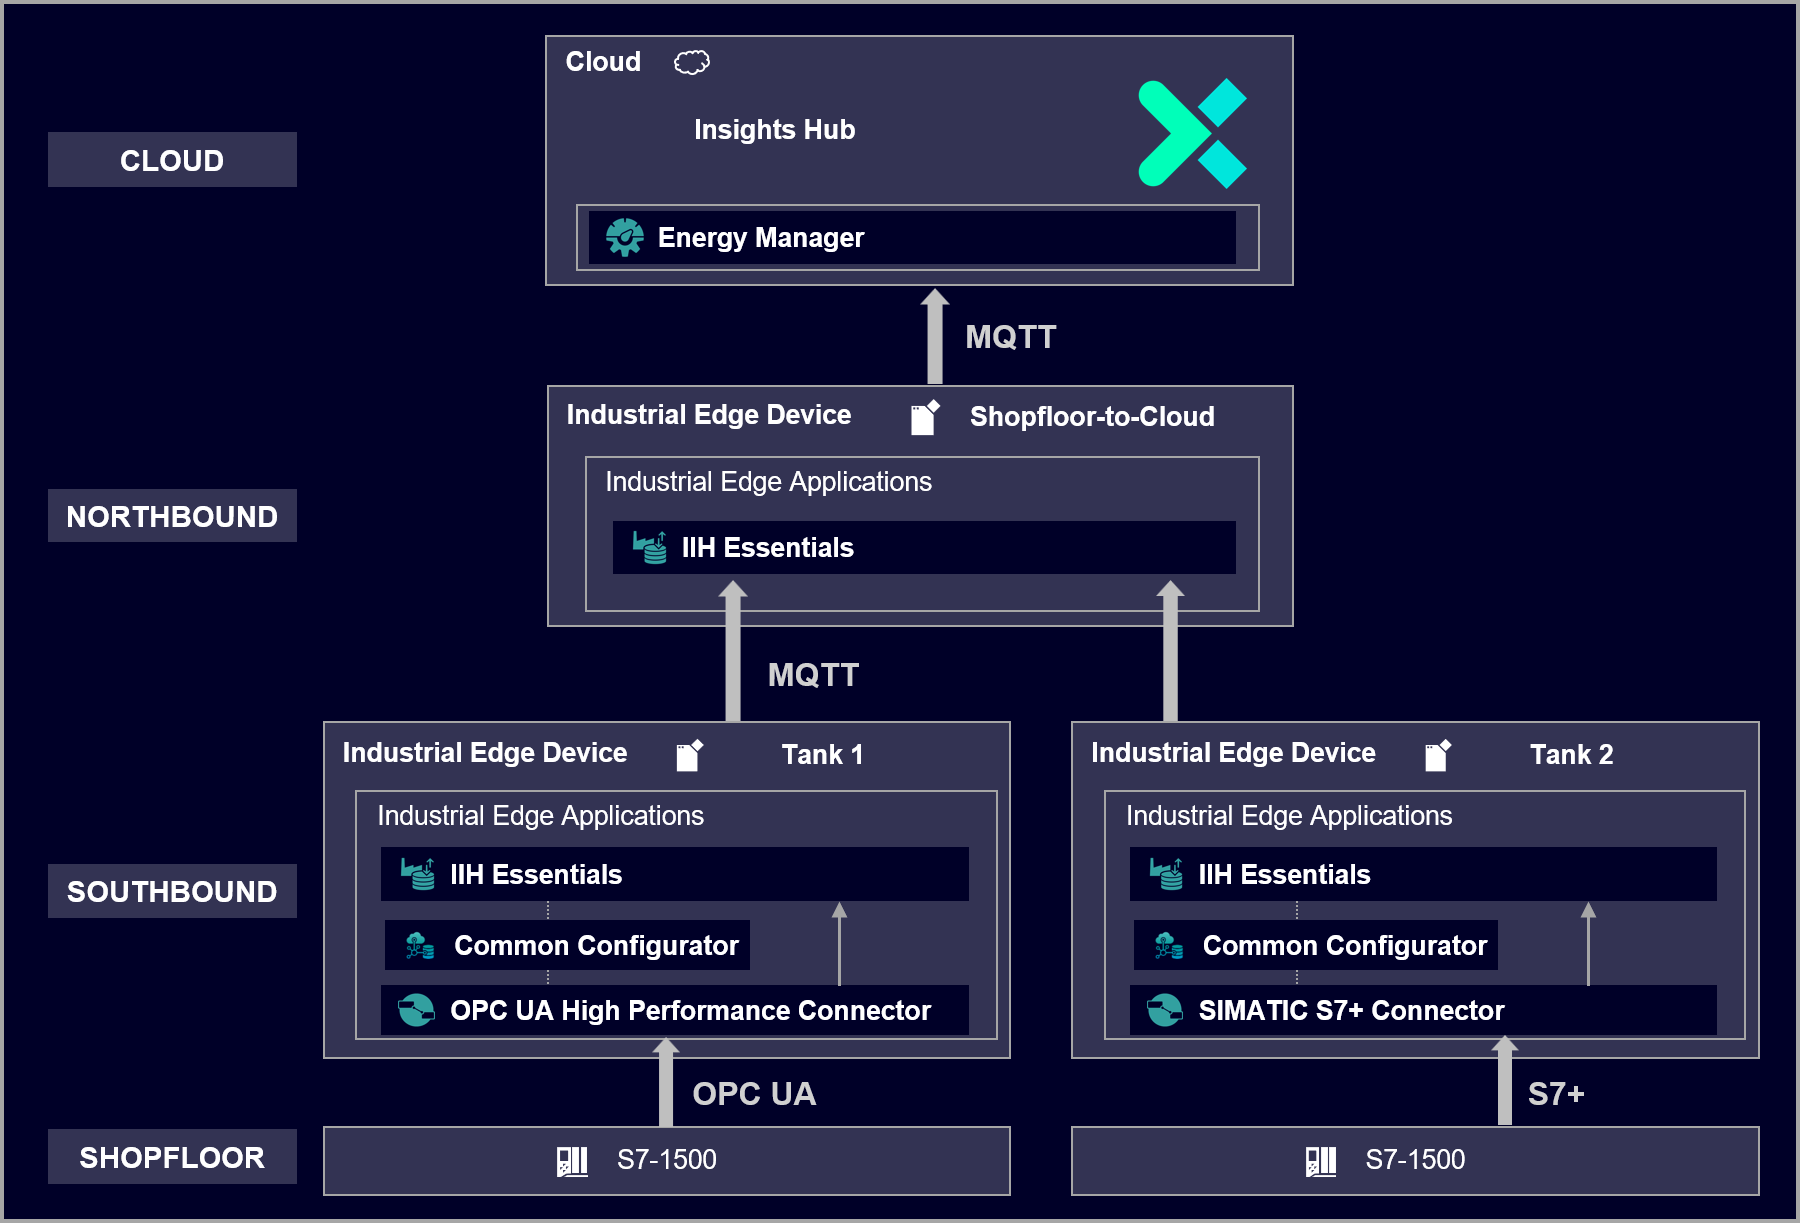 Cloud
CLOUD
Insights Hub
Energy Manager
MQTT
Industrial Edge Device
Shopfloor-to-Cloud
Industrial Edge Applications
NORTHBOUND
IIH Essentials
MQTT
Industrial Edge Device
Tank 1
Industrial Edge Applications
IIH Essentials
Common Configurator
OPC UA High Performance Connector
Industrial Edge Device
Tank 2
Industrial Edge Applications
IIH Essentials
Common Configurator
SIMATIC S7+ Connector
SOUTHBOUND
OPC UA
S7+
SHOPFLOOR
S7-1500
S7-1500